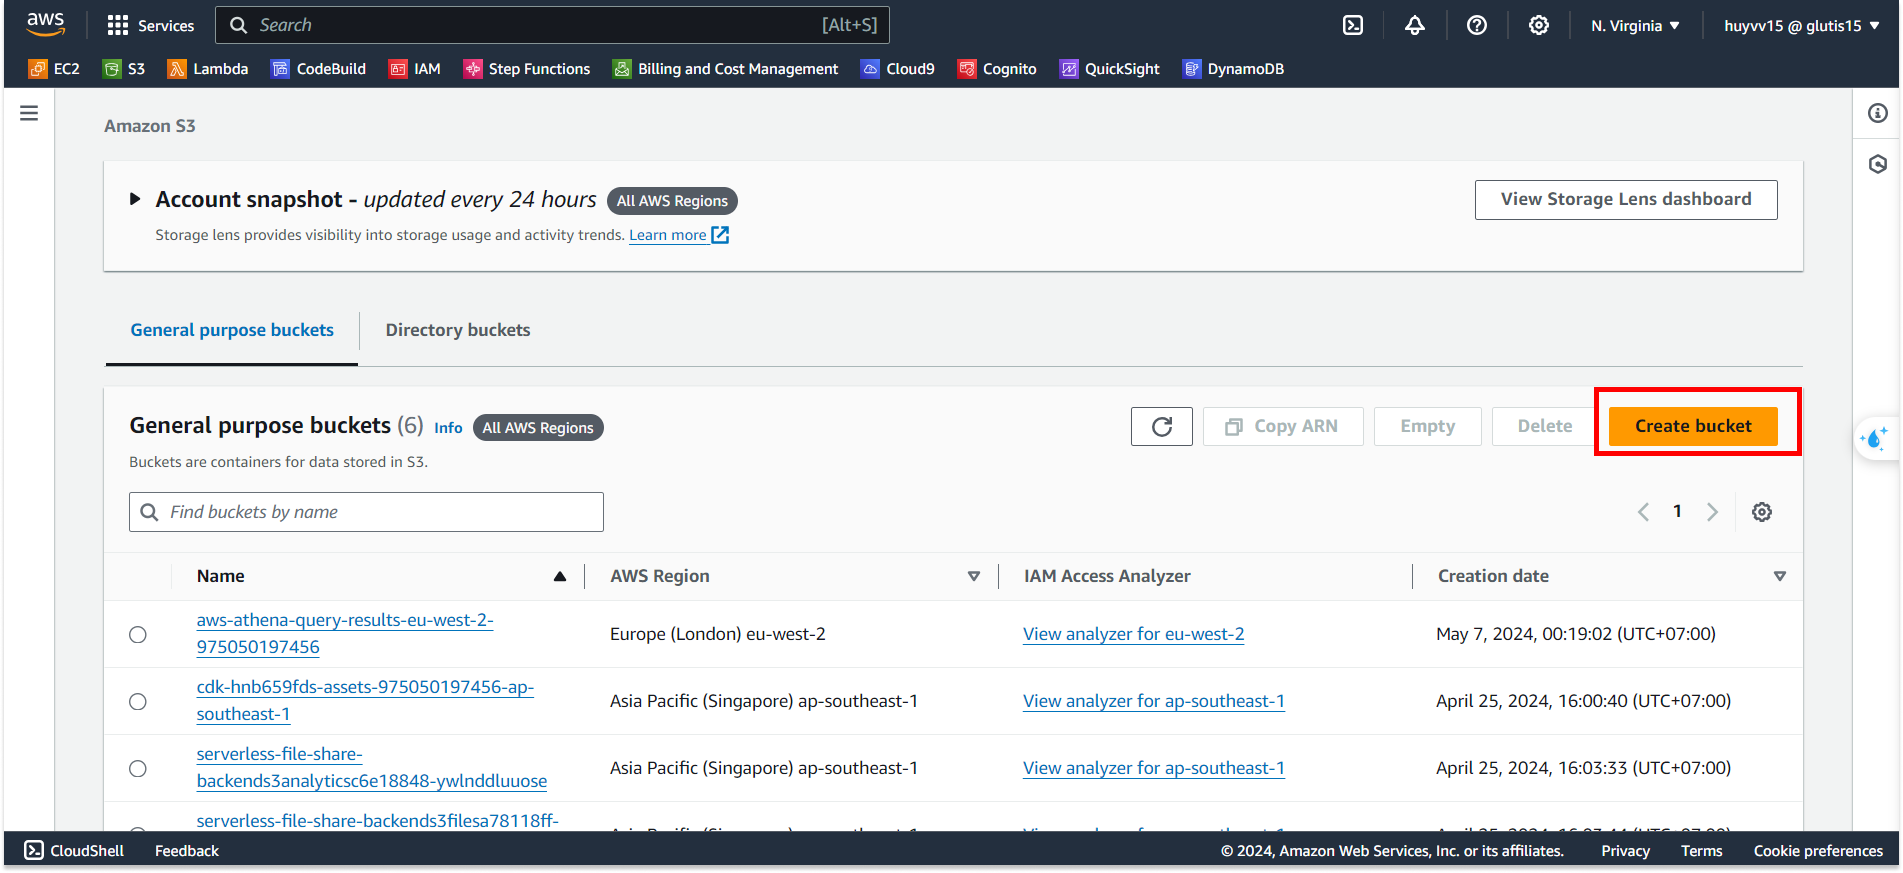 aws
Services
Search [Alt+S]
N. Virginia
huyvv15 @ glutis15
EC2 S3 Lambda CodeBuild IAM Step Functions Billing and Cost Management Cloud9 Cognito QuickSight DynamoDB
Amazon S3
Account snapshot - updated every 24 hours All AWS Regions
View Storage Lens dashboard
Storage lens provides visibility into storage usage and activity trends. Learn more
General purpose buckets Directory buckets
General purpose buckets (6) Info All AWS Regions
Copy ARN Empty Delete Create bucket
Buckets are containers for data stored in S3.
Find buckets by name
1
Name AWS Region IAM Access Analyzer Creation date
aws-athena-query-results-eu-west-2-
975050197456
Europe (London) eu-west-2 View analyzer for eu-west-2 May 7, 2024, 00:19:02 (UTC+07:00)
cdk-hnb659fds-assets-975050197456-ap-
southeast-1
Asia Pacific (Singapore) ap-southeast-1 View analyzer for ap-southeast-1 April 25, 2024, 16:00:40 (UTC+07:00)
serverless-file-share-
backends3analyticsc6e18848-ywlnddluuose
Asia Pacific (Singapore) ap-southeast-1 View analyzer for ap-southeast-1 April 25, 2024, 16:03:33 (UTC+07:00)
serverless-file-share-backends3filesa78118ff-
CloudShell Feedback
© 2024, Amazon Web Services, Inc. or its affiliates. Privacy Terms Cookie preferences